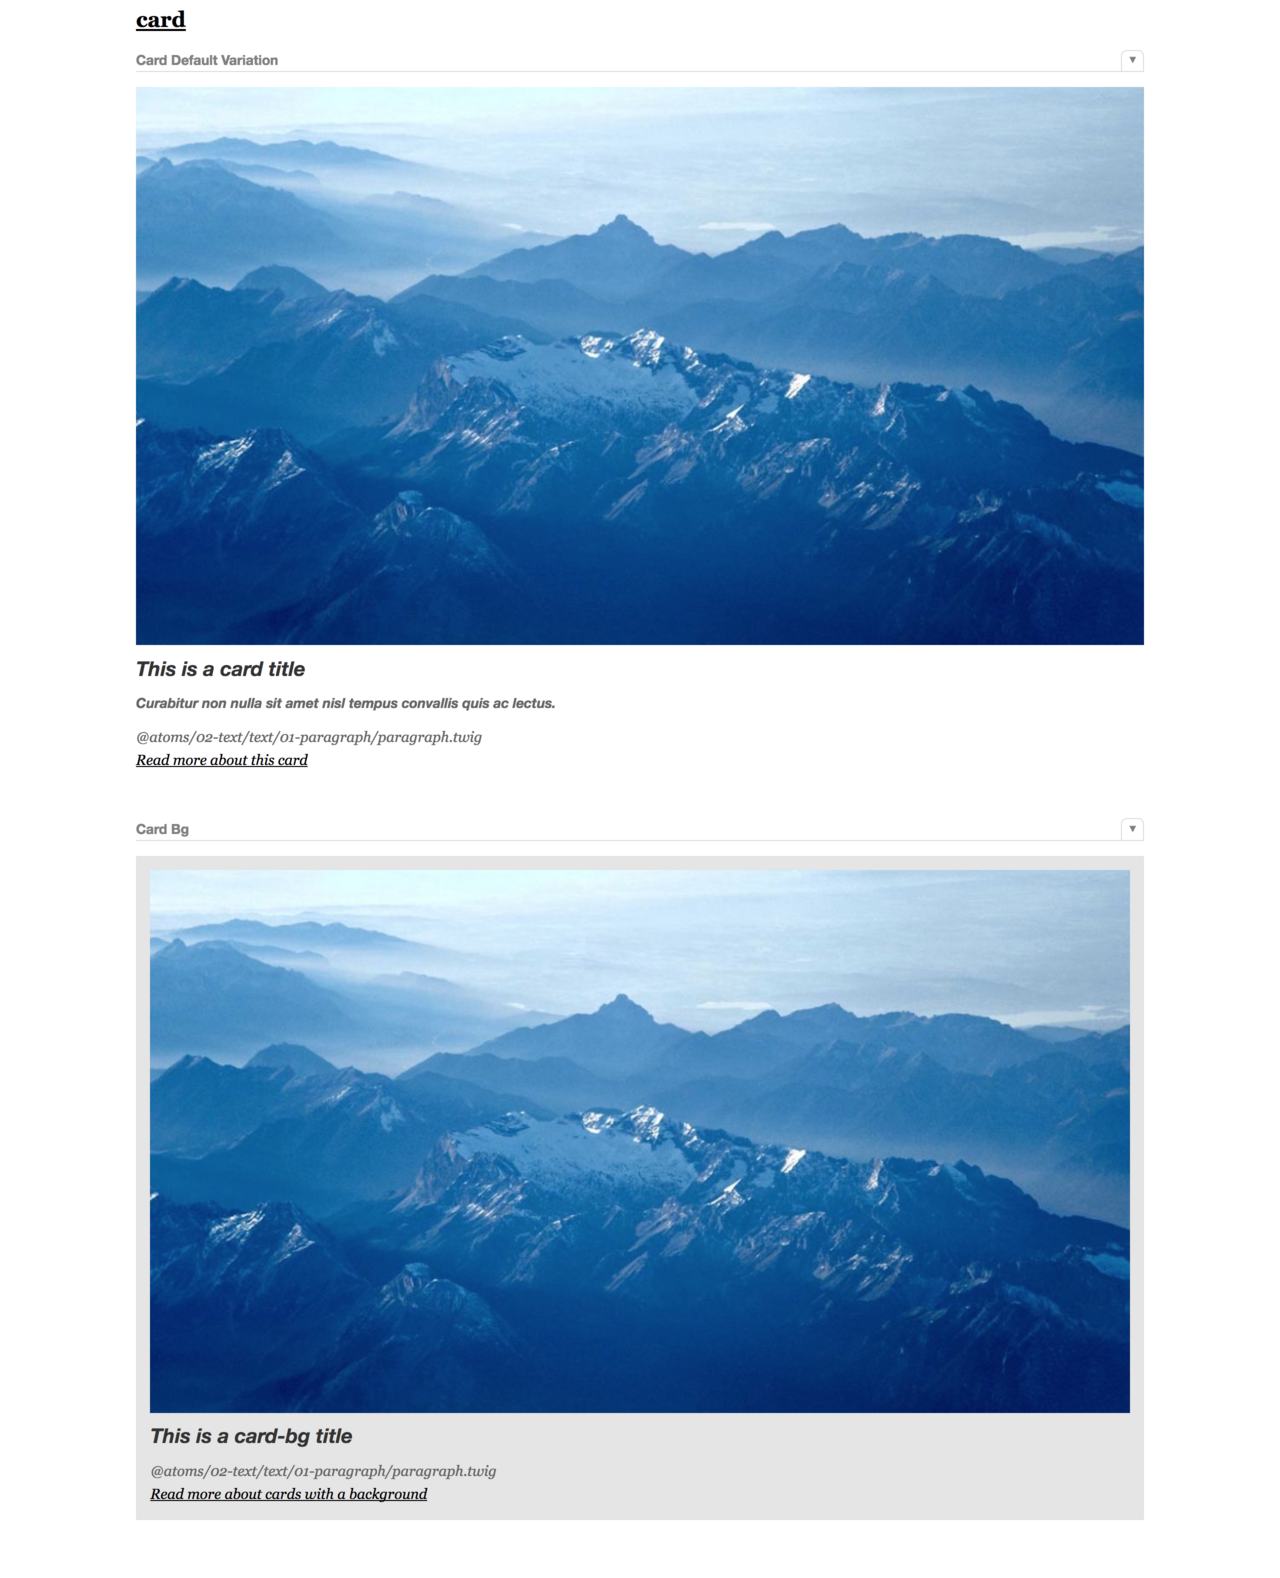 card
Card Default Variation
▼
This is a card title
Curabitur non nulla sit amet nisl tempus convallis quis ac lectus.
@atoms/02-text/text/01-paragraph/paragraph.twig
Read more about this card
Card Bg
▼
This is a card-bg title
@atoms/02-text/text/01-paragraph/paragraph.twig
Read more about cards with a background